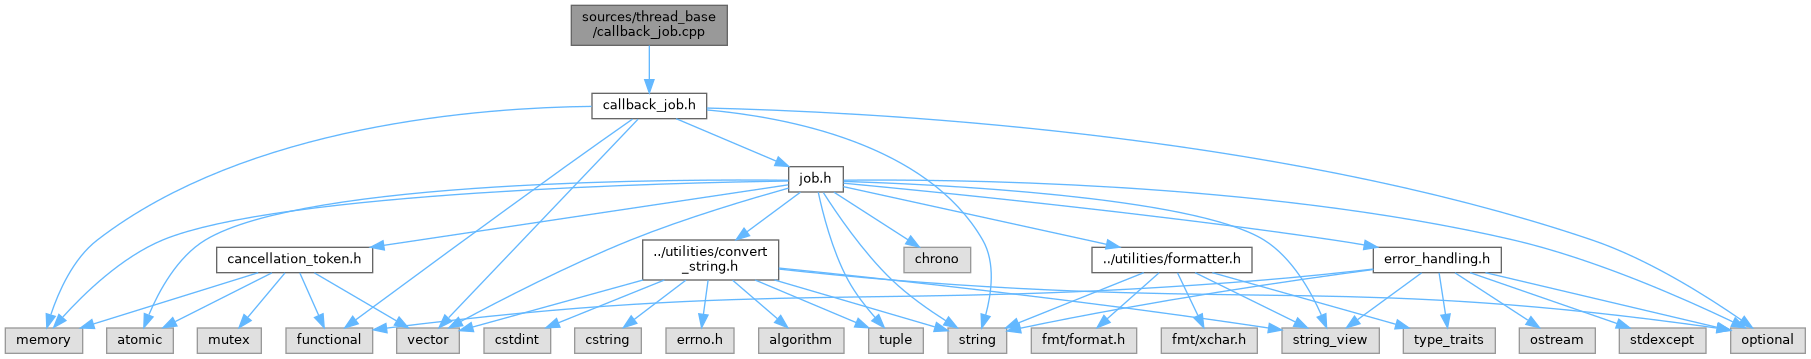 sources/thread_base
/callback_job.cpp
callback_job.h
job.h
cancellation_token.h
../utilities/convert
_string.h
chrono
../utilities/formatter.h
error_handling.h
memory
atomic
mutex
functional
vector
cstdint
cstring
errno.h
algorithm
tuple
string
fmt/format.h
fmt/xchar.h
string_view
type_traits
ostream
stdexcept
optional